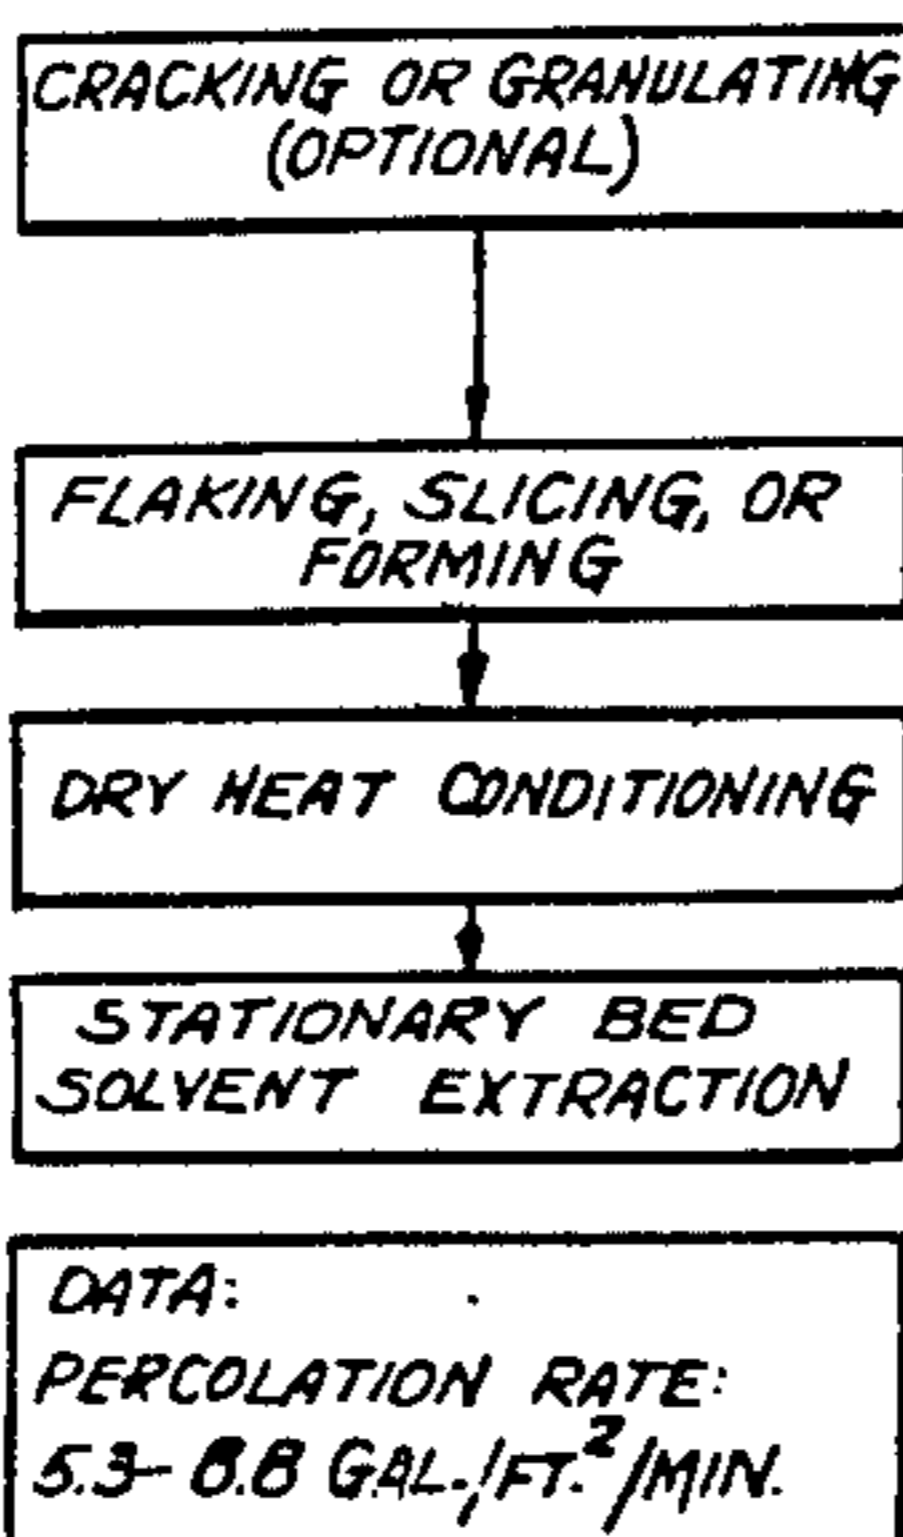 CRACKING OR GRANULATING
(OPTIONAL)
FLAKING, SLICING, OR
FORMING
DRY HEAT CONDITIONING
STATIONARY BED
SOLVENT EXTRACTION
DATA:
PERCOLATION RATE:
5.3-8.8 GAL./FT.²/MIN.